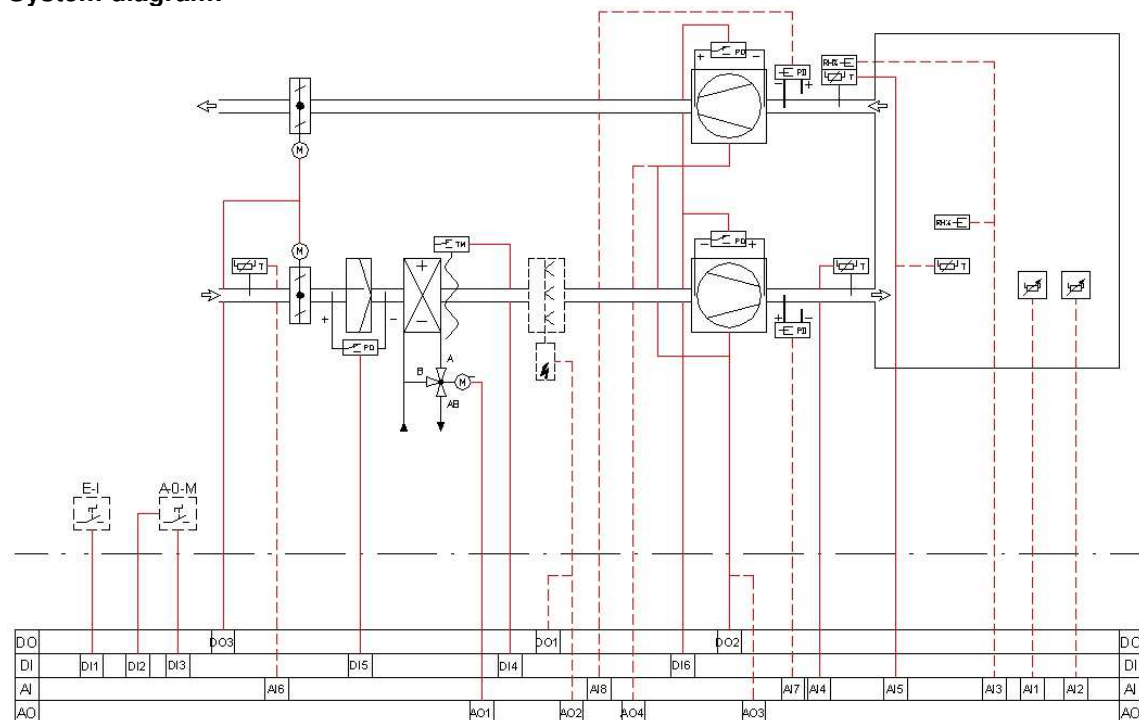 System diagram
PD
+ -
RH% E
E PD
- +
T
M
M
TM
- +
PD
RH% E
T
T
T
+
+ -
PD
-
+ -
E PD
A
B
M
AB
E-I
A-0-M
DO DO3 DO1 DO2 DO
DI DI1 DI2 DI3 DI5 DI4 DI6 DI
AI AI6 AI8 AI7 AI4 AI5 AI3 AI1 AI2 AI
AO AO1 AO2 AO4 AO3 AO